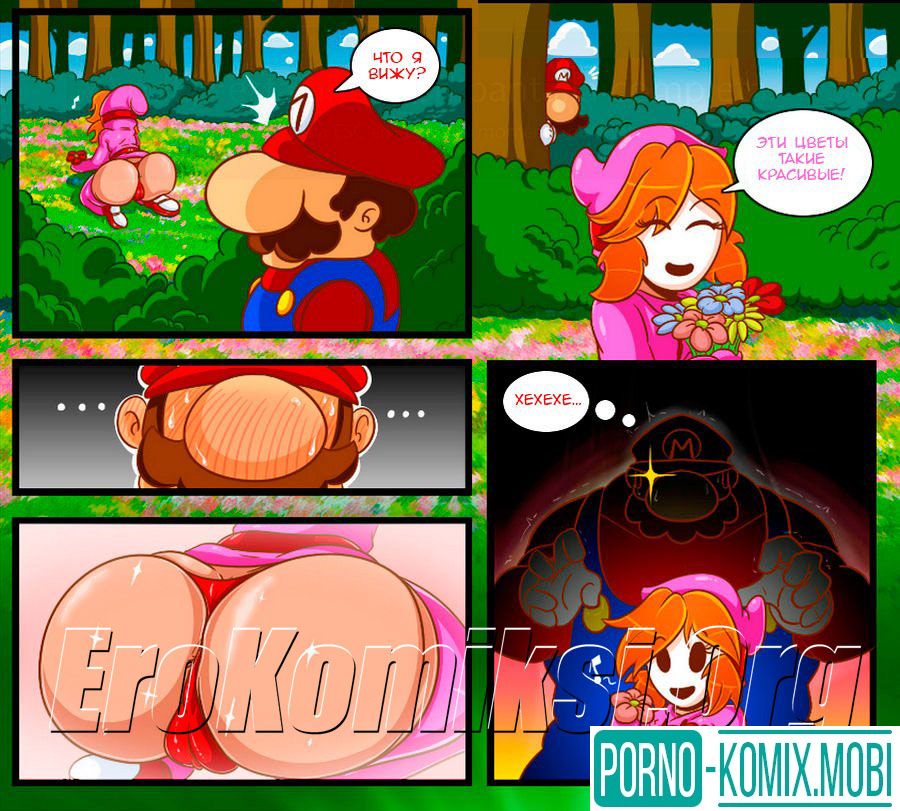 ЧТО Я
ВИЖУ?
ЭТИ ЦВЕТЫ
ТАКИЕ
КРАСИВЫЕ!
M
...
...
ХЕХЕХЕ...
M
EroKomiksi.Org
PORNO-KOMIX.MOBI